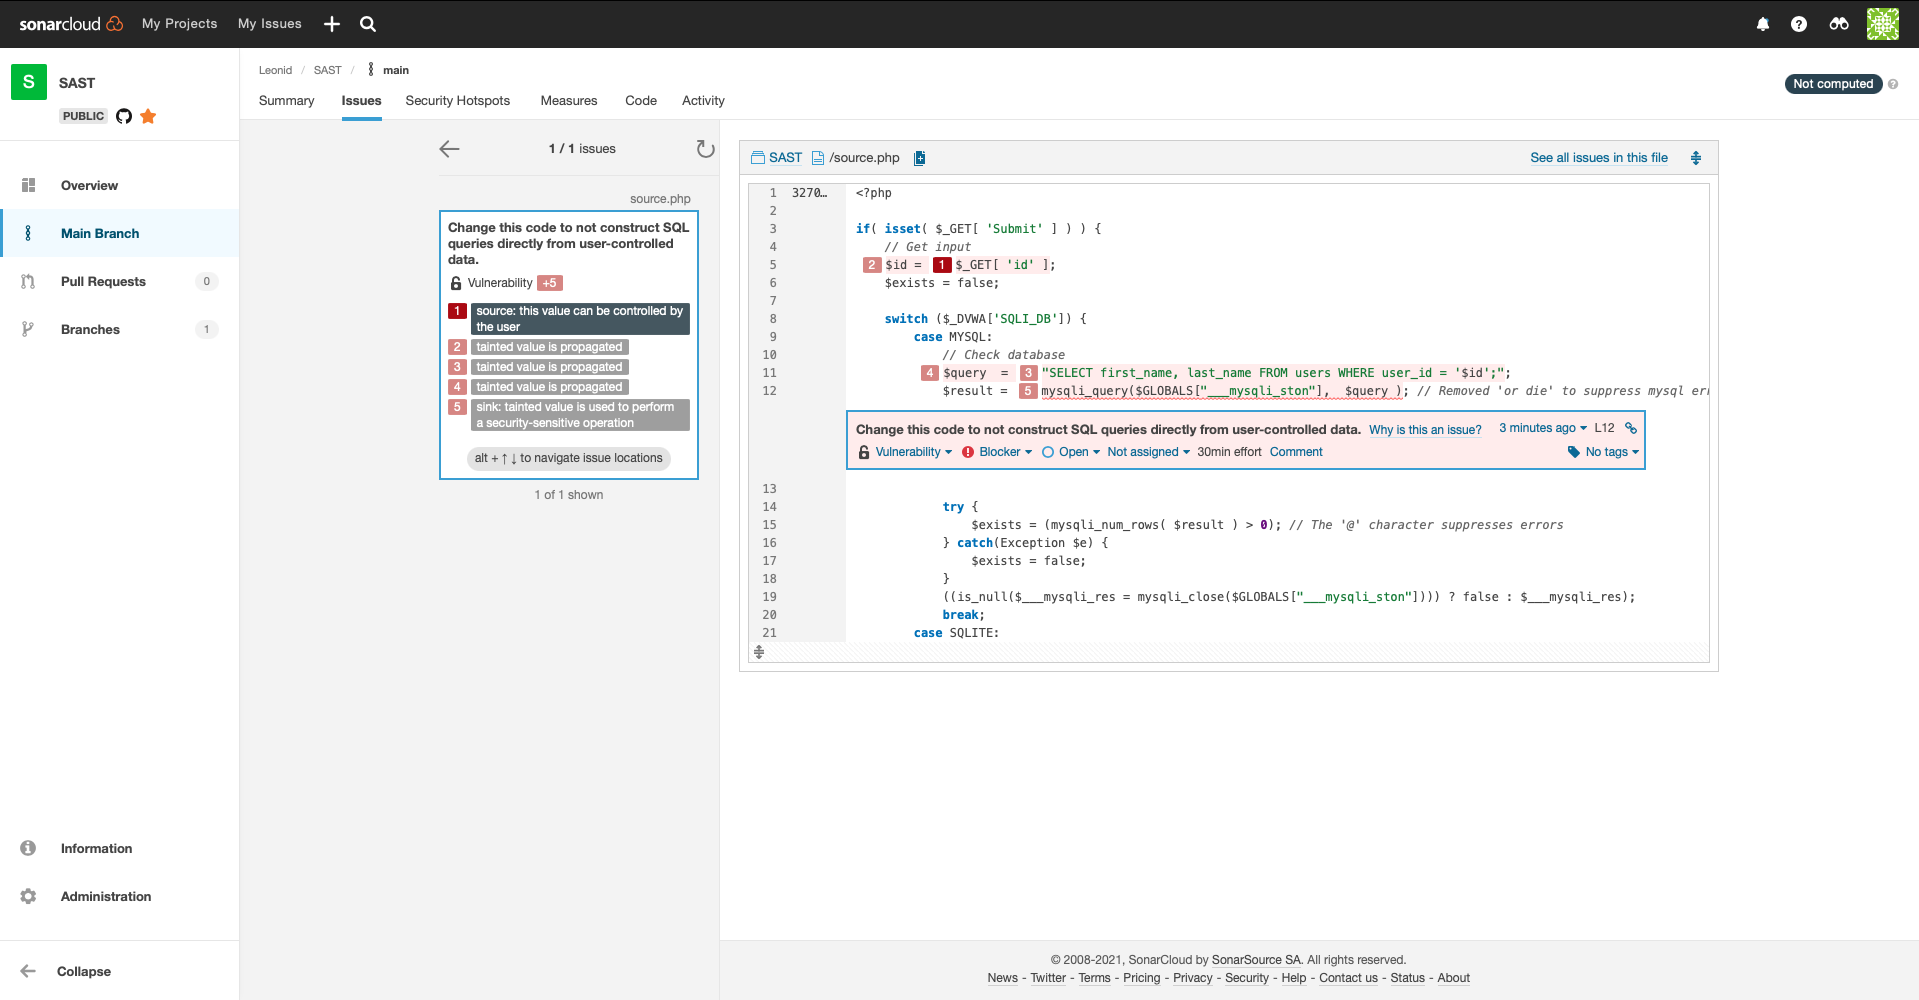 sonarcloud My Projects My Issues
S SAST
PUBLIC
Overview
Main Branch
Pull Requests 0
Branches 1
Information
Administration
Collapse
Leonid / SAST / main
Summary Issues Security Hotspots Measures Code Activity
Not computed ?
1 / 1 issues
source.php
Change this code to not construct SQL
queries directly from user-controlled
data.
Vulnerability +5
1 source: this value can be controlled by
the user
2 tainted value is propagated
3 tainted value is propagated
4 tainted value is propagated
5 sink: tainted value is used to perform
a security-sensitive operation
alt + ↑ ↓ to navigate issue locations
1 of 1 shown
SAST /source.php See all issues in this file
1 3270… <?php
2
3 if( isset( $_GET[ 'Submit' ] ) ) {
4 // Get input
5 2 $id = 1 $_GET[ 'id' ];
6 $exists = false;
7
8 switch ($_DVWA['SQLI_DB']) {
9 case MYSQL:
10 // Check database
11 4 $query  = 3 "SELECT first_name, last_name FROM users WHERE user_id = '$id';";
12 $result = 5 mysqli_query($GLOBALS["___mysqli_ston"],  $query ); // Removed 'or die' to suppress mysql err
Change this code to not construct SQL queries directly from user-controlled data. Why is this an issue? 3 minutes ago L12
Vulnerability Blocker Open Not assigned 30min effort Comment No tags
13
14 try {
15 $exists = (mysqli_num_rows( $result ) > 0); // The '@' character suppresses errors
16 } catch(Exception $e) {
17 $exists = false;
18 }
19 ((is_null($___mysqli_res = mysqli_close($GLOBALS["___mysqli_ston"]))) ? false : $___mysqli_res);
20 break;
21 case SQLITE:
© 2008-2021, SonarCloud by SonarSource SA. All rights reserved.
News - Twitter - Terms - Pricing - Privacy - Security - Help - Contact us - Status - About